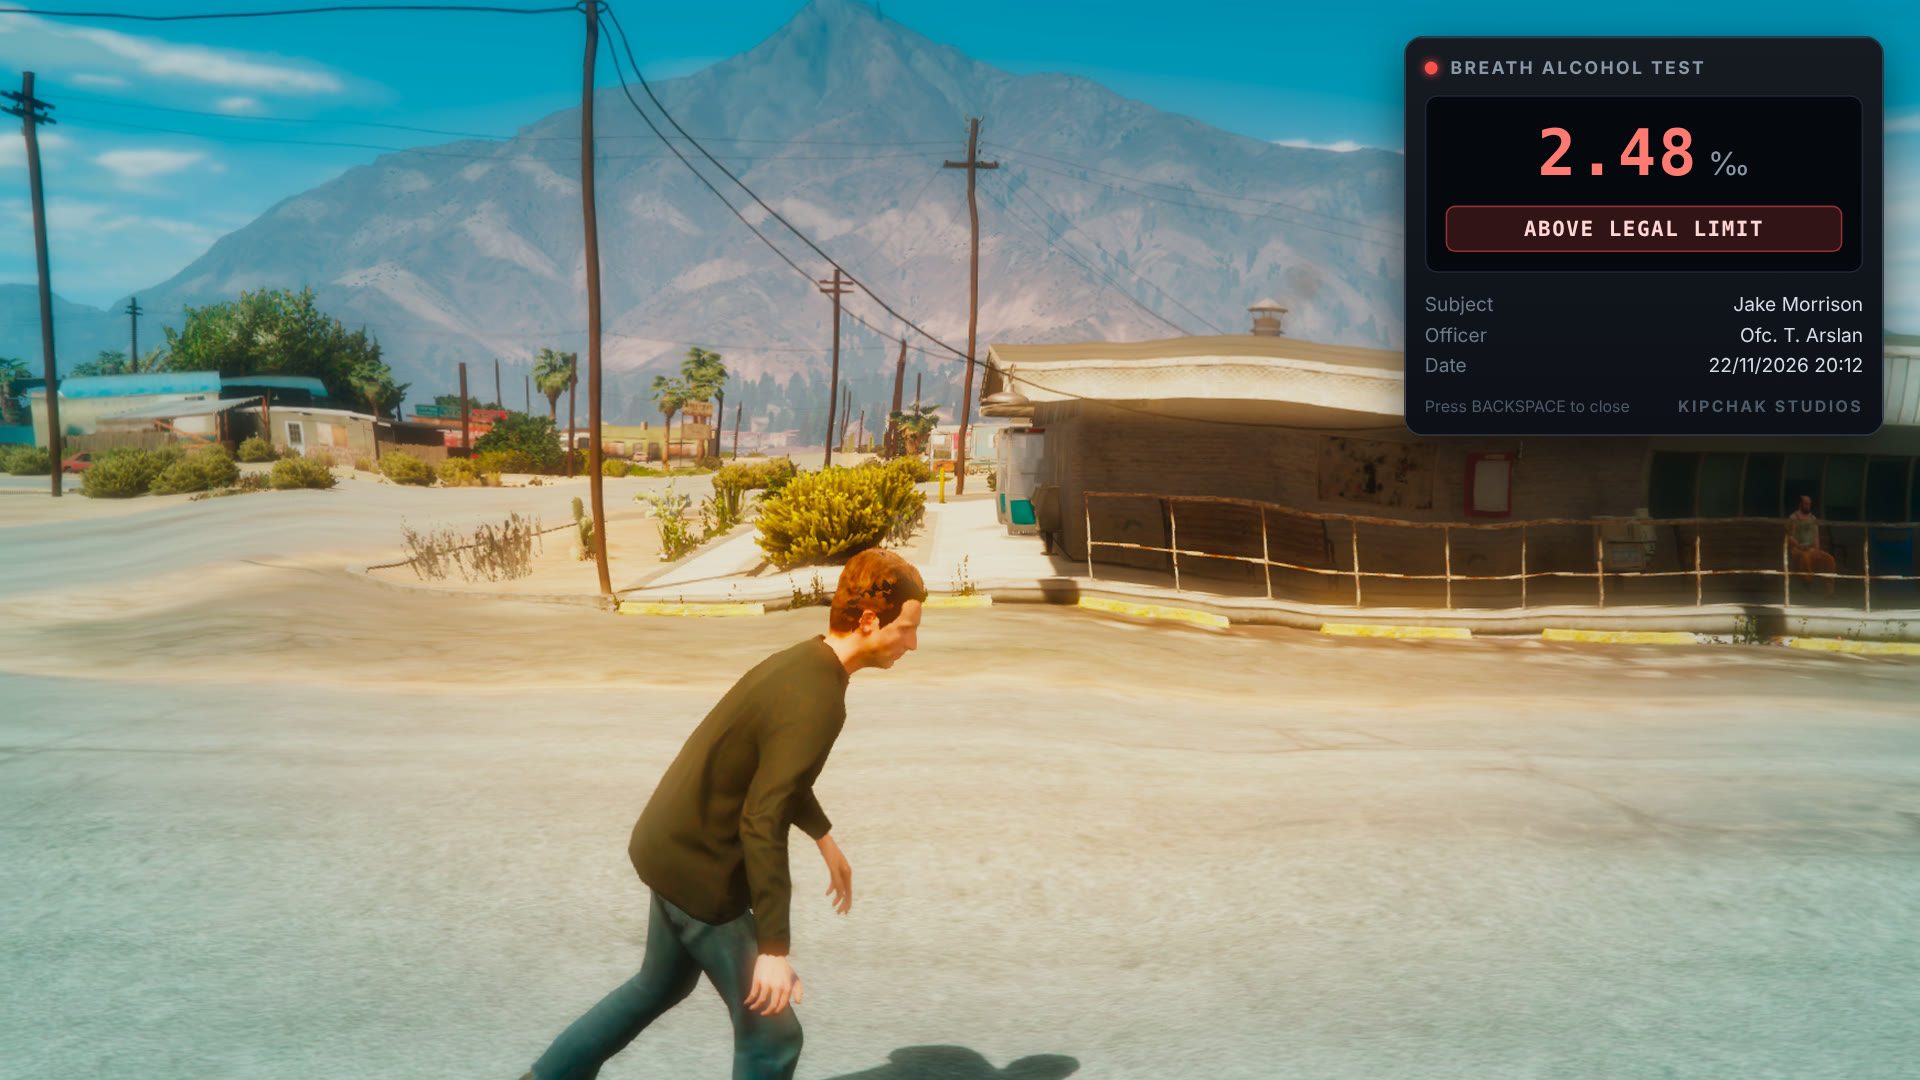 BREATH ALCOHOL TEST
2.48 ‰
ABOVE LEGAL LIMIT
Subject Jake Morrison
Officer Ofc. T. Arslan
Date 22/11/2026 20:12
Press BACKSPACE to close KIPCHAK STUDIOS